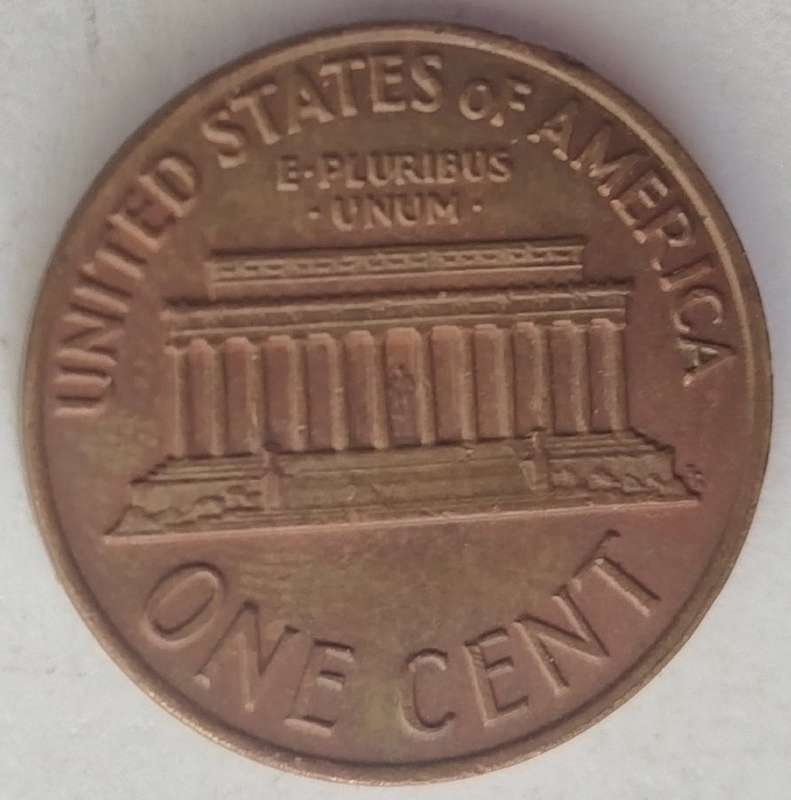 UNITED STATES OF AMERICA
E·PLURIBUS
·UNUM·
ONE CENT